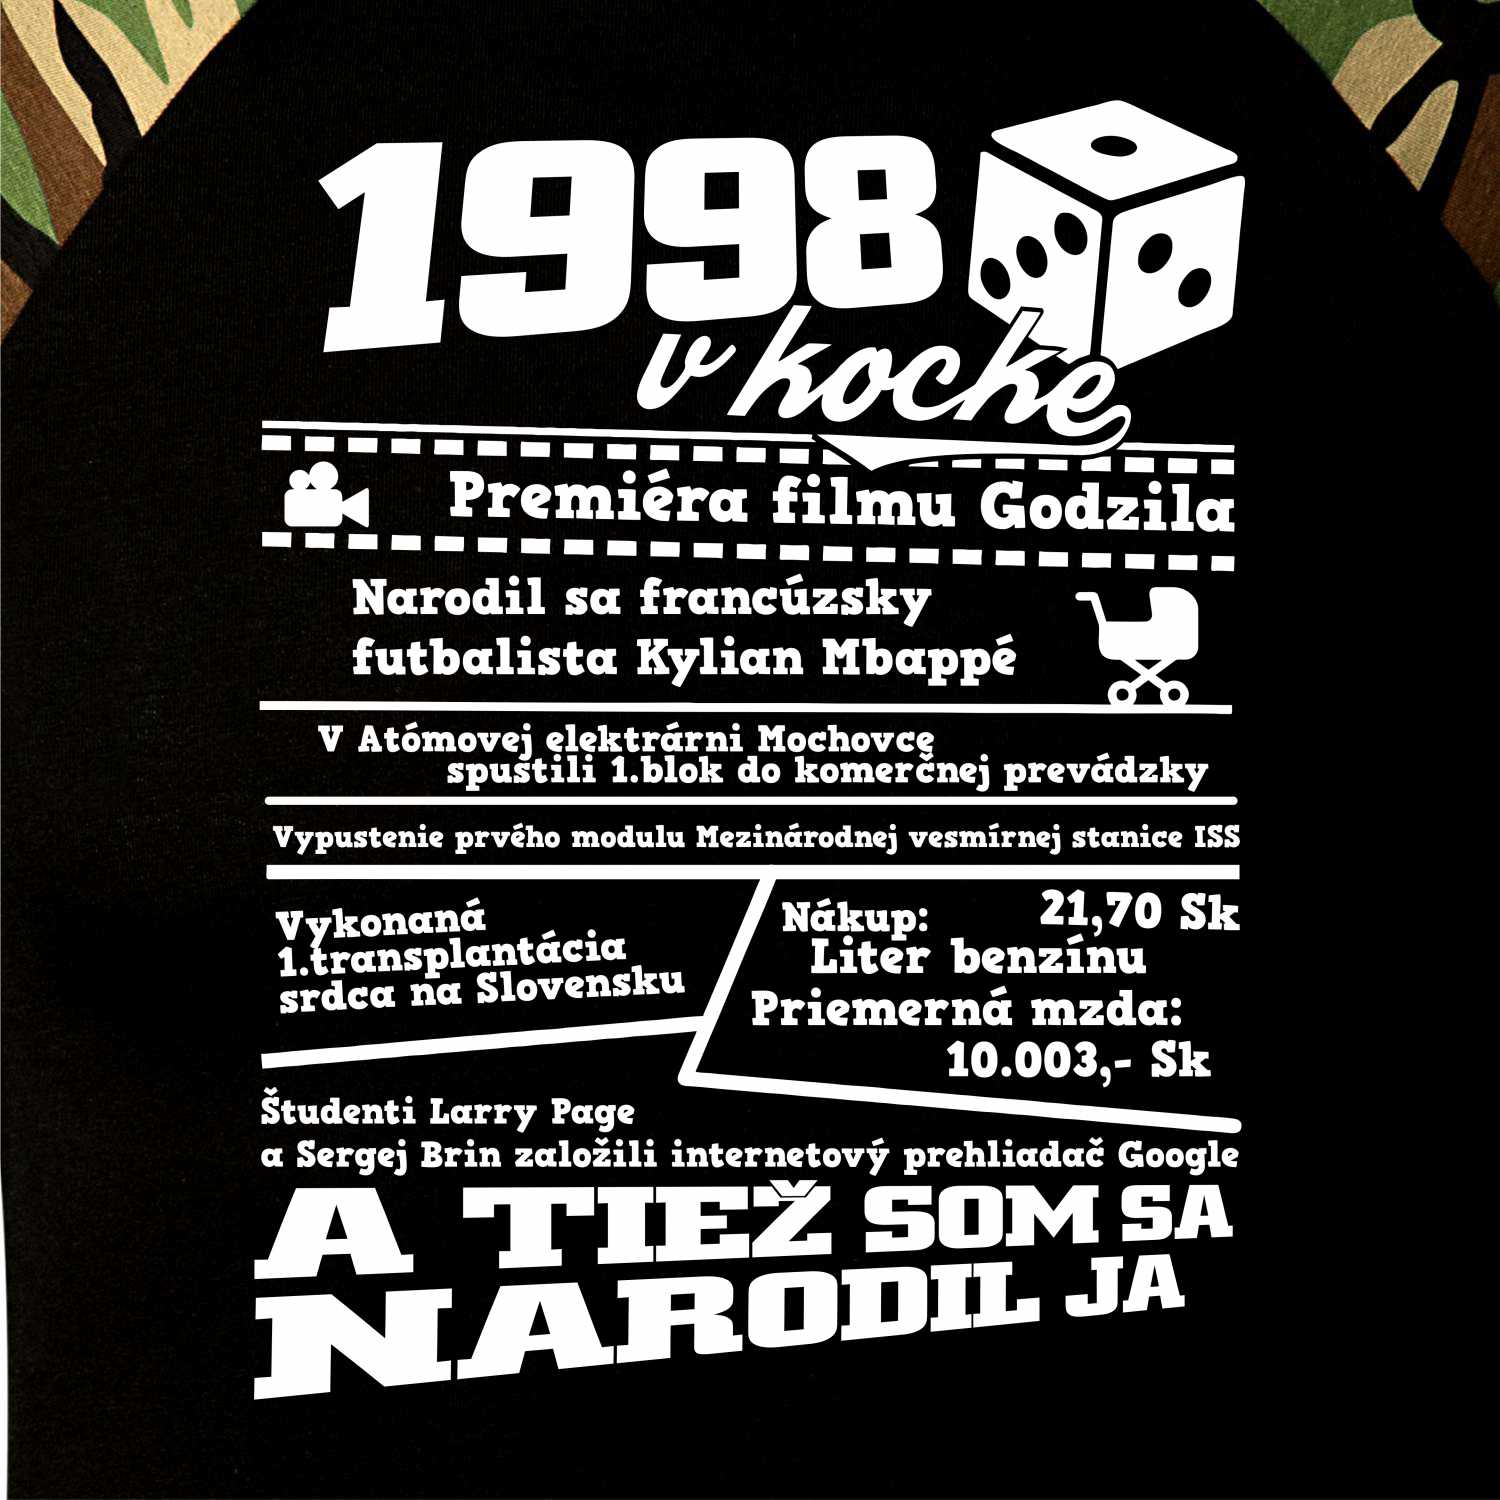 1998
v kocke
Premiéra filmu Godzila
Narodil sa francúzsky
futbalista Kylian Mbappé
V Atómovej elektrárni Mochovce
spustili 1.blok do komerčnej prevádzky
Vypustenie prvého modulu Mezinárodnej vesmírnej stanice ISS
Vykonaná
1.transplantácia
srdca na Slovensku
Nákup: 21,70 Sk
Liter benzínu
Priemerná mzda:
10.003,- Sk
Študenti Larry Page
a Sergej Brin založili internetový prehliadač Google
A TIEŽ SOM SA
NARODIL JA